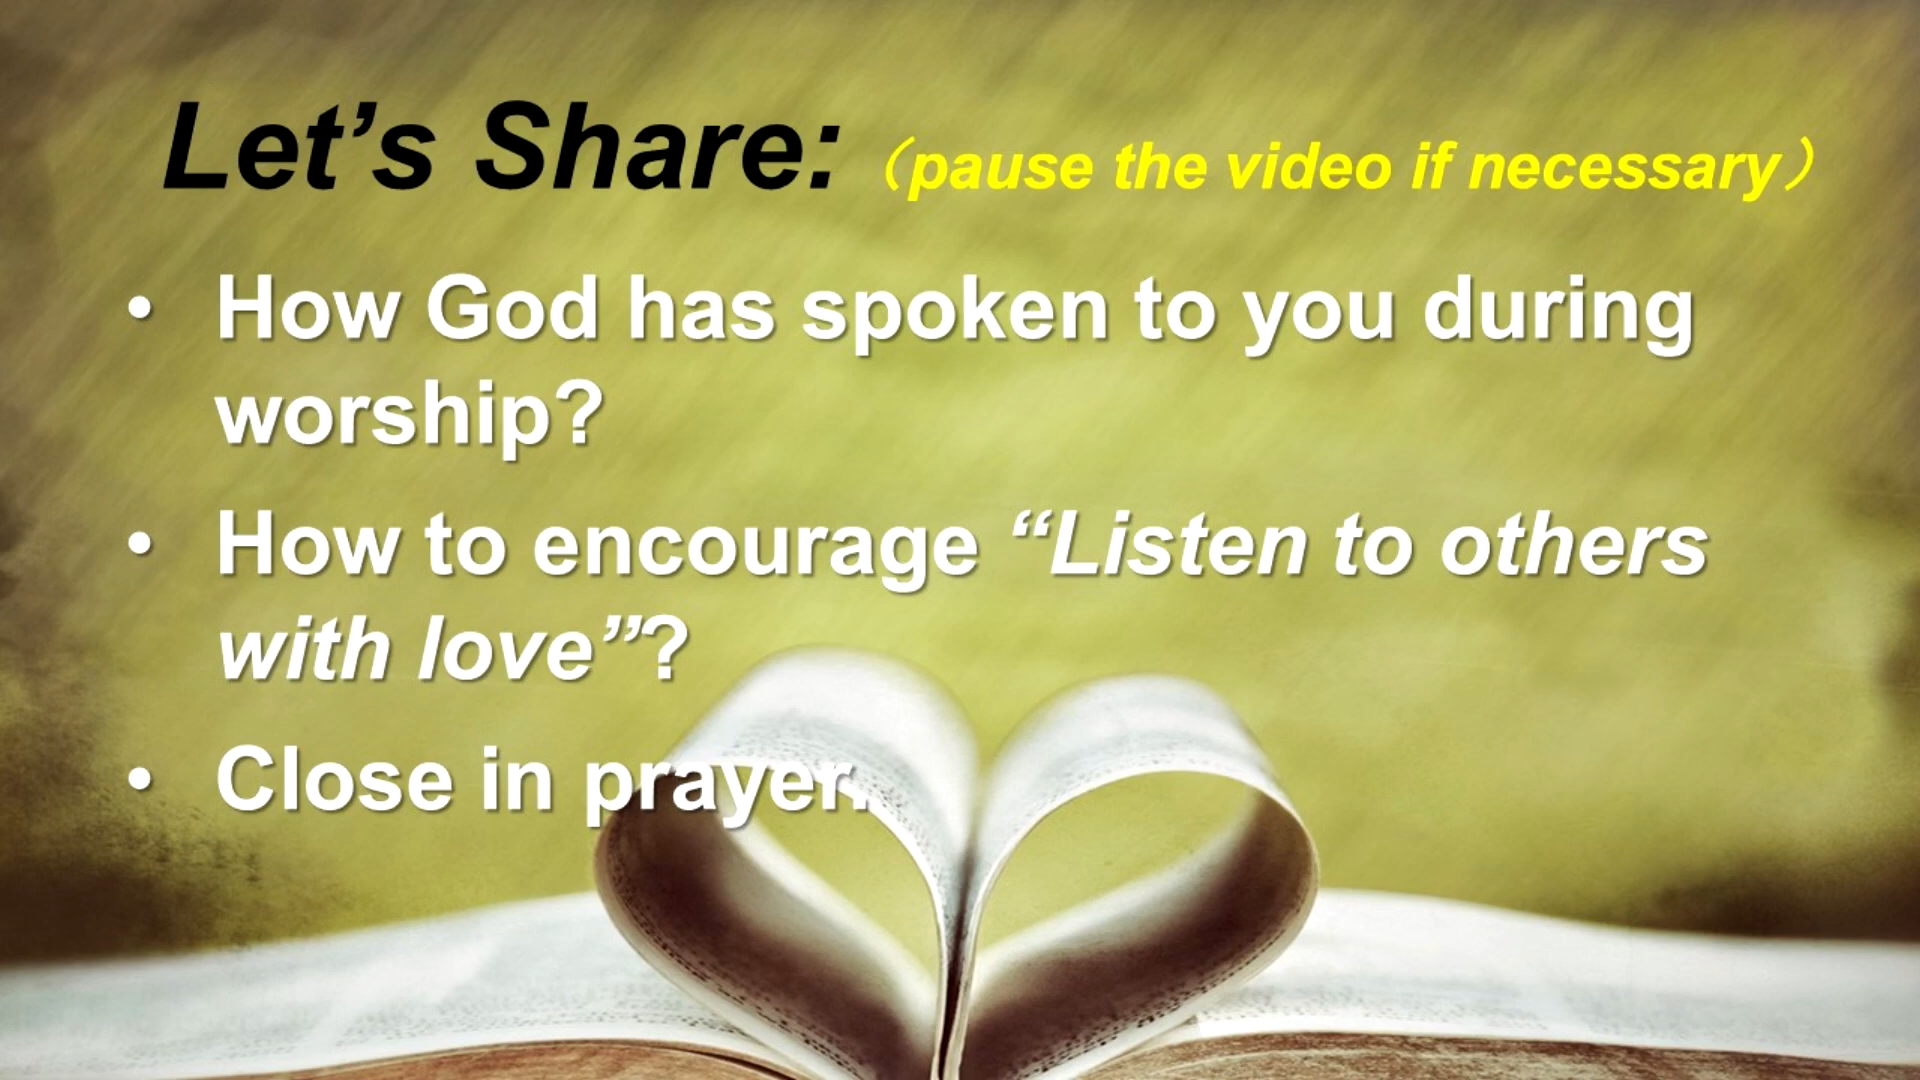 Let’s Share: （pause the video if necessary）
• How God has spoken to you during
worship?
• How to encourage “Listen to others
with love”?
• Close in prayer.